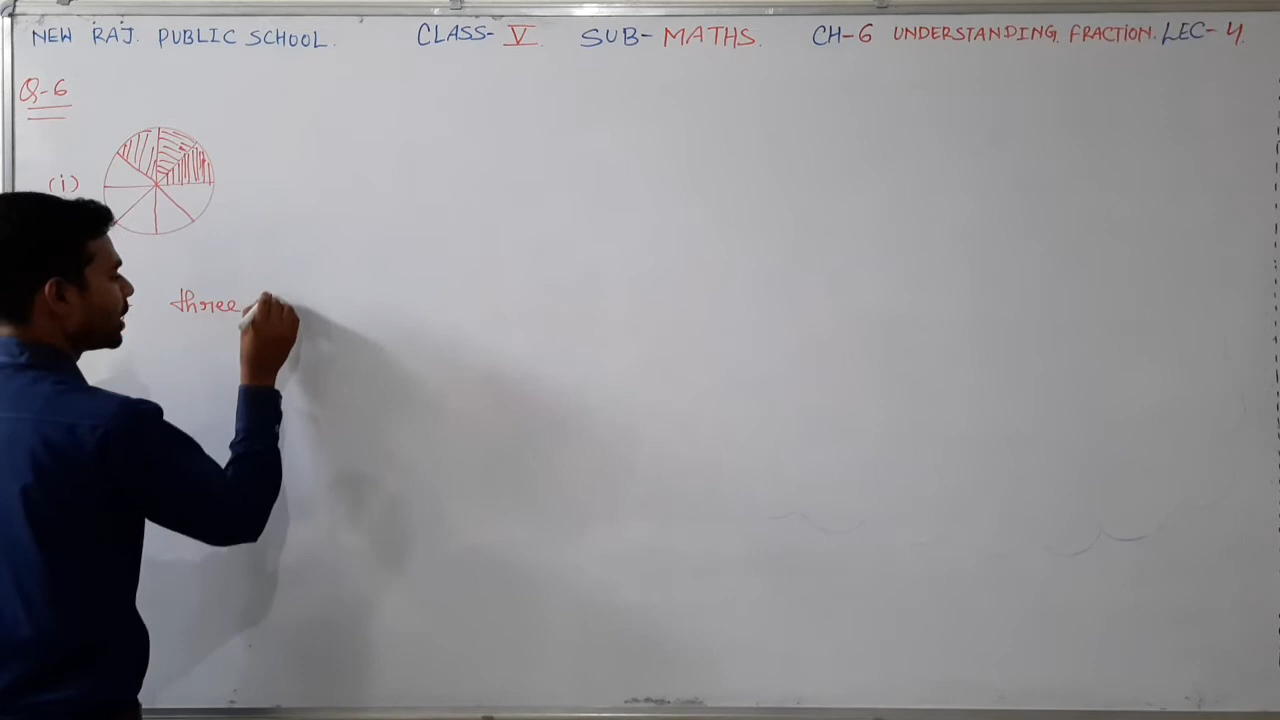 NEW RAJ. PUBLIC SCHOOL. CLASS- V. SUB- MATHS. CH-6 UNDERSTANDING. FRACTION. LEC- 4.
Q-6
(i)
three